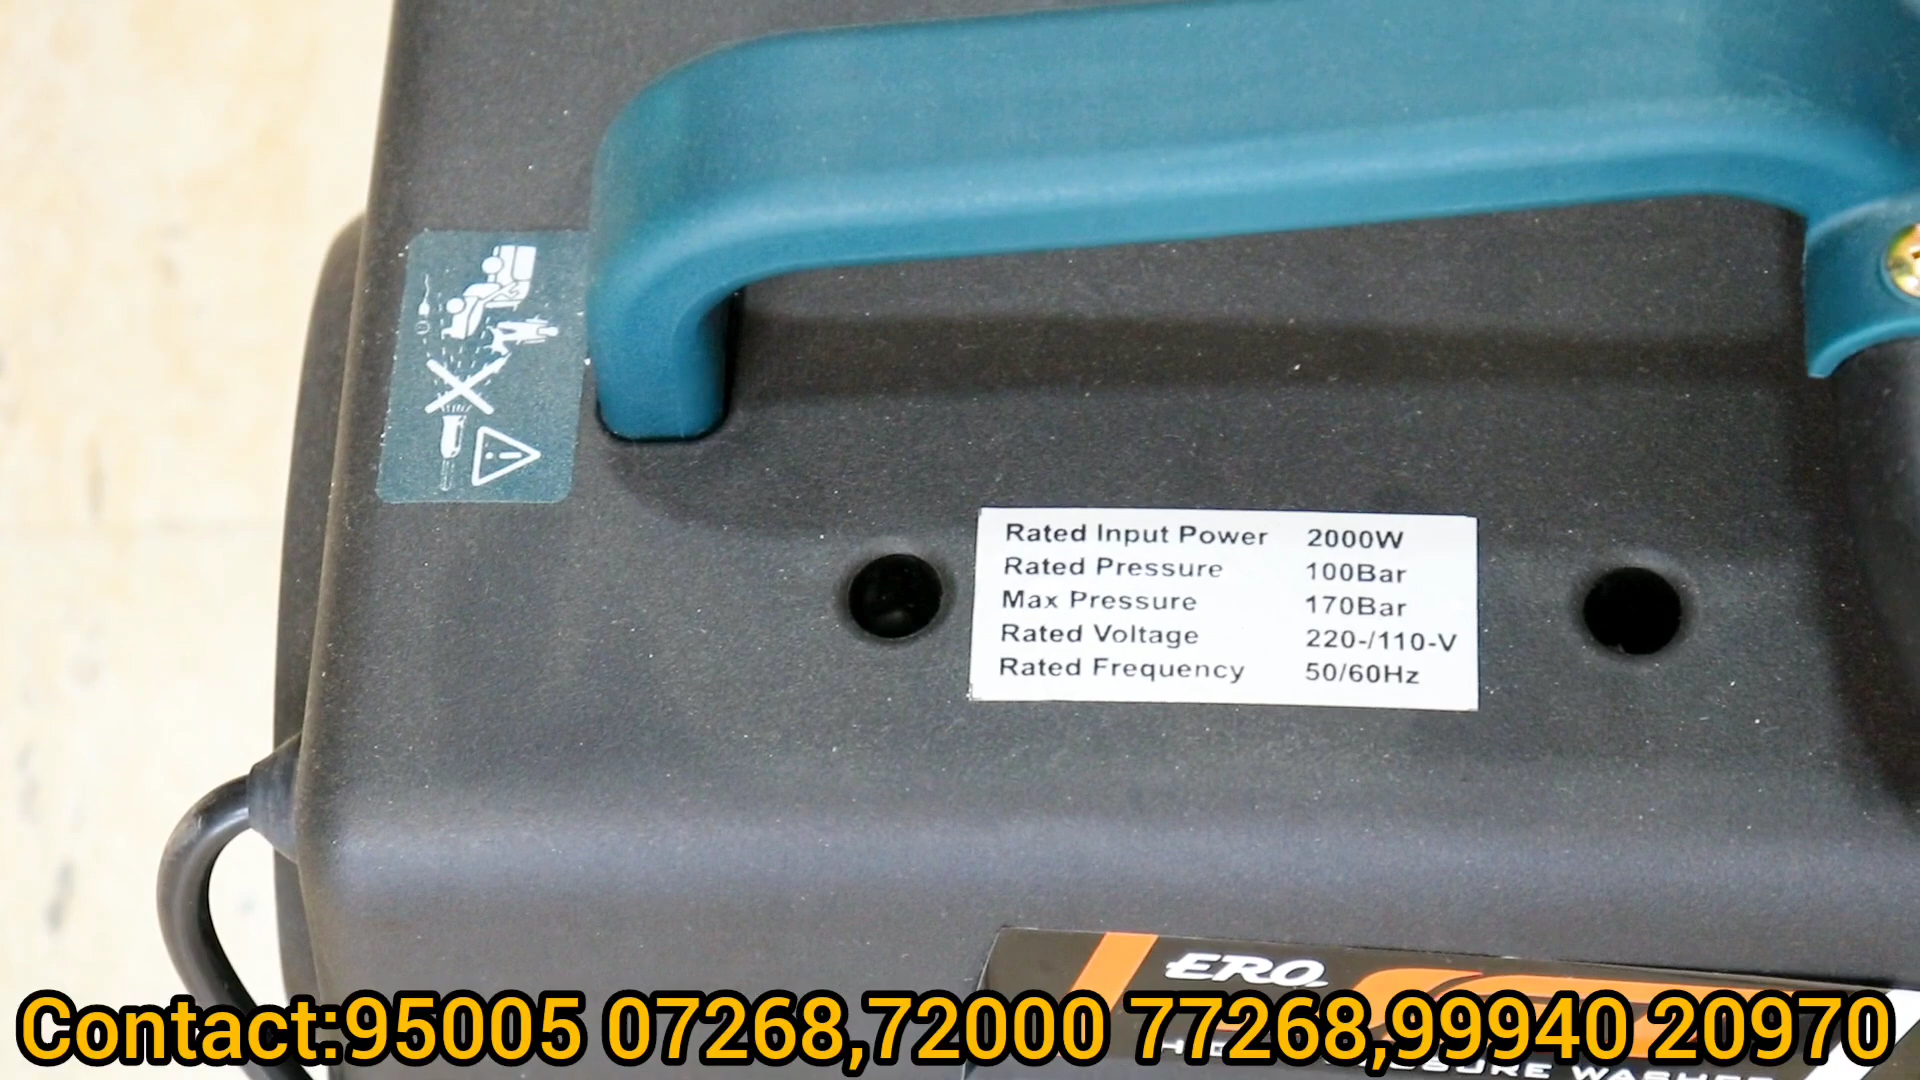 Rated Input Power 2000W
Rated Pressure 100Bar
Max Pressure 170Bar
Rated Voltage 220-/110-V
Rated Frequency 50/60Hz
ERO
Contact:95005 07268,72000 77268,99940 20970